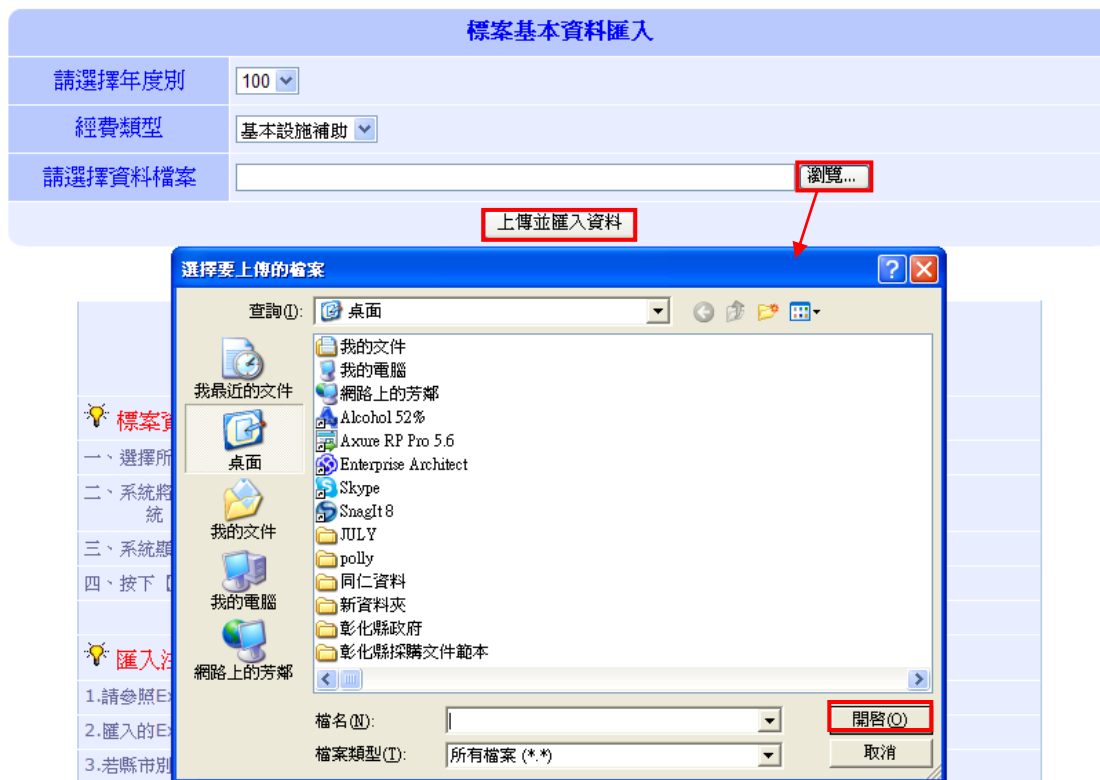 標案基本資料匯入
請選擇年度別 100
經費類型 基本設施補助
請選擇資料檔案 瀏覽...
上傳並匯入資料
選擇要上傳的檔案
查詢(I): 桌面
我最近的文件
桌面
我的文件
我的電腦
網路上的芳鄰
我的文件
我的電腦
網路上的芳鄰
Alcohol 52%
Axure RP Pro 5.6
Enterprise Architect
Skype
SnagIt 8
JULY
polly
同仁資料
新資料夾
彰化縣政府
彰化縣採購文件範本
檔名(N):
開啓(O)
檔案類型(T): 所有檔案 (*.*)
取消
標案資
一、選擇所
二、系統將
統
三、系統顯
四、按下【
匯入注
1.請參照Ex
2.匯入的Ex
3.若縣市別